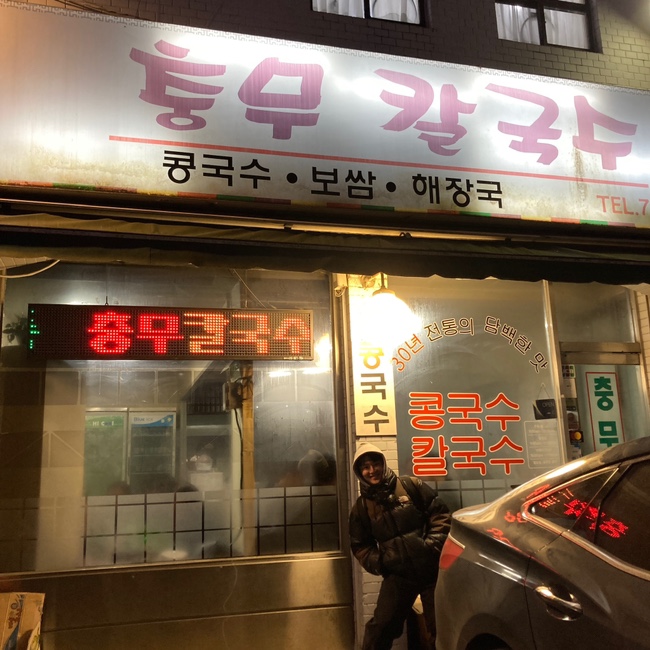 충무 칼국수
콩국수 • 보쌈 • 해장국
TEL.7
충무칼국수
콩국수
30년 전통의 담백한 맛
콩국수
칼국수
충무